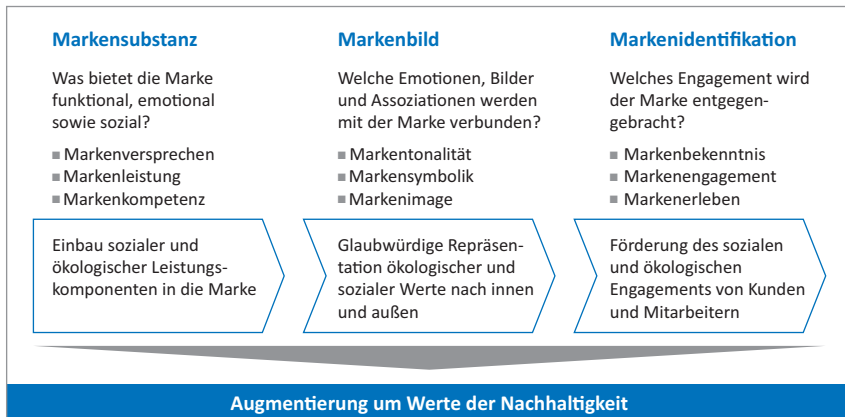 Markensubstanz
Was bietet die Marke
funktional, emotional
sowie sozial?
■ Markenversprechen
■ Markenleistung
■ Markenkompetenz
Einbau sozialer und
ökologischer Leistungs-
komponenten in die Marke
Markenbild
Welche Emotionen, Bilder
und Assoziationen werden
mit der Marke verbunden?
■ Markentonalität
■ Markensymbolik
■ Markenimage
Glaubwürdige Repräsen-
tation ökologischer und
sozialer Werte nach innen
und außen
Markenidentifikation
Welches Engagement wird
der Marke entgegen-
gebracht?
■ Markenbekenntnis
■ Markenengagement
■ Markenerleben
Förderung des sozialen
und ökologischen
Engagements von Kunden
und Mitarbeitern
Augmentierung um Werte der Nachhaltigkeit